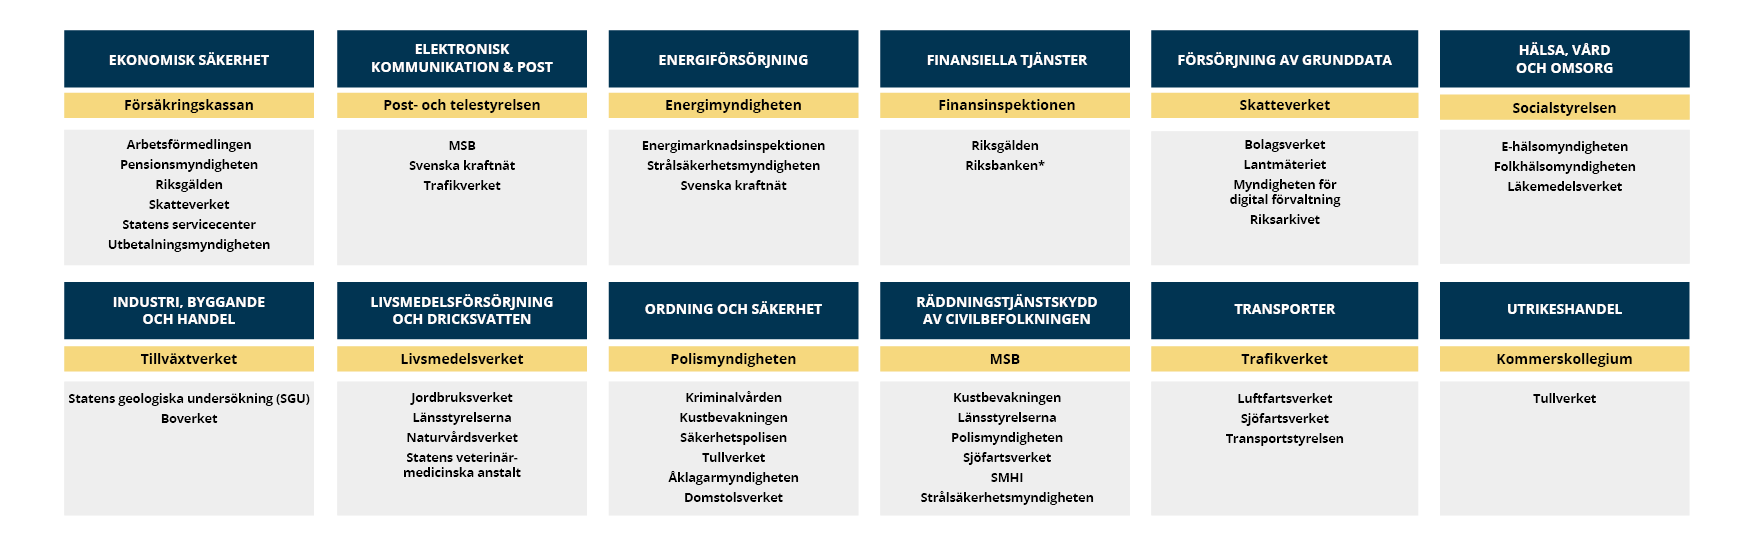 EKONOMISK SÄKERHET
Försäkringskassan
Arbetsförmedlingen
Pensionsmyndigheten
Riksgälden
Skatteverket
Statens servicecenter
Utbetalningsmyndigheten
ELEKTRONISK
KOMMUNIKATION & POST
Post- och telestyrelsen
MSB
Svenska kraftnät
Trafikverket
ENERGIFÖRSÖRJNING
Energimyndigheten
Energimarknadsinspektionen
Strålsäkerhetsmyndigheten
Svenska kraftnät
FINANSIELLA TJÄNSTER
Finansinspektionen
Riksgälden
Riksbanken*
FÖRSÖRJNING AV GRUNDDATA
Skatteverket
Bolagsverket
Lantmäteriet
Myndigheten för
digital förvaltning
Riksarkivet
HÄLSA, VÅRD
OCH OMSORG
Socialstyrelsen
E-hälsomyndigheten
Folkhälsomyndigheten
Läkemedelsverket
INDUSTRI, BYGGANDE
OCH HANDEL
Tillväxtverket
Statens geologiska undersökning (SGU)
Boverket
LIVSMEDELSFÖRSÖRJNING
OCH DRICKSVATTEN
Livsmedelsverket
Jordbruksverket
Länsstyrelserna
Naturvårdsverket
Statens veterinär-
medicinska anstalt
ORDNING OCH SÄKERHET
Polismyndigheten
Kriminalvården
Kustbevakningen
Säkerhetspolisen
Tullverket
Åklagarmyndigheten
Domstolsverket
RÄDDNINGSTJÄNSTSKYDD
AV CIVILBEFOLKNINGEN
MSB
Kustbevakningen
Länsstyrelserna
Polismyndigheten
Sjöfartsverket
SMHI
Strålsäkerhetsmyndigheten
TRANSPORTER
Trafikverket
Luftfartsverket
Sjöfartsverket
Transportstyrelsen
UTRIKESHANDEL
Kommerskollegium
Tullverket